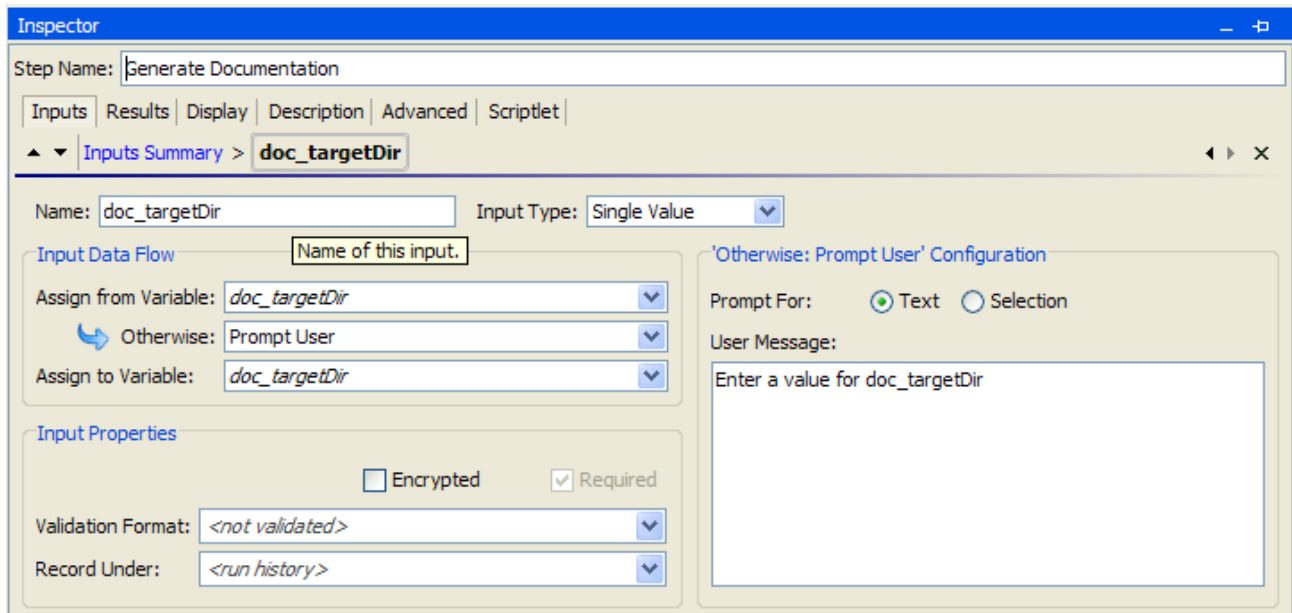 Inspector
Step Name: Generate Documentation
Inputs Results Display Description Advanced Scriptlet
Inputs Summary > doc_targetDir
Name: doc_targetDir Input Type: Single Value
Name of this input.
Input Data Flow
Assign from Variable: doc_targetDir
Otherwise: Prompt User
Assign to Variable: doc_targetDir
Input Properties
Encrypted Required
Validation Format: <not validated>
Record Under: <run history>
'Otherwise: Prompt User' Configuration
Prompt For: Text Selection
User Message:
Enter a value for doc_targetDir